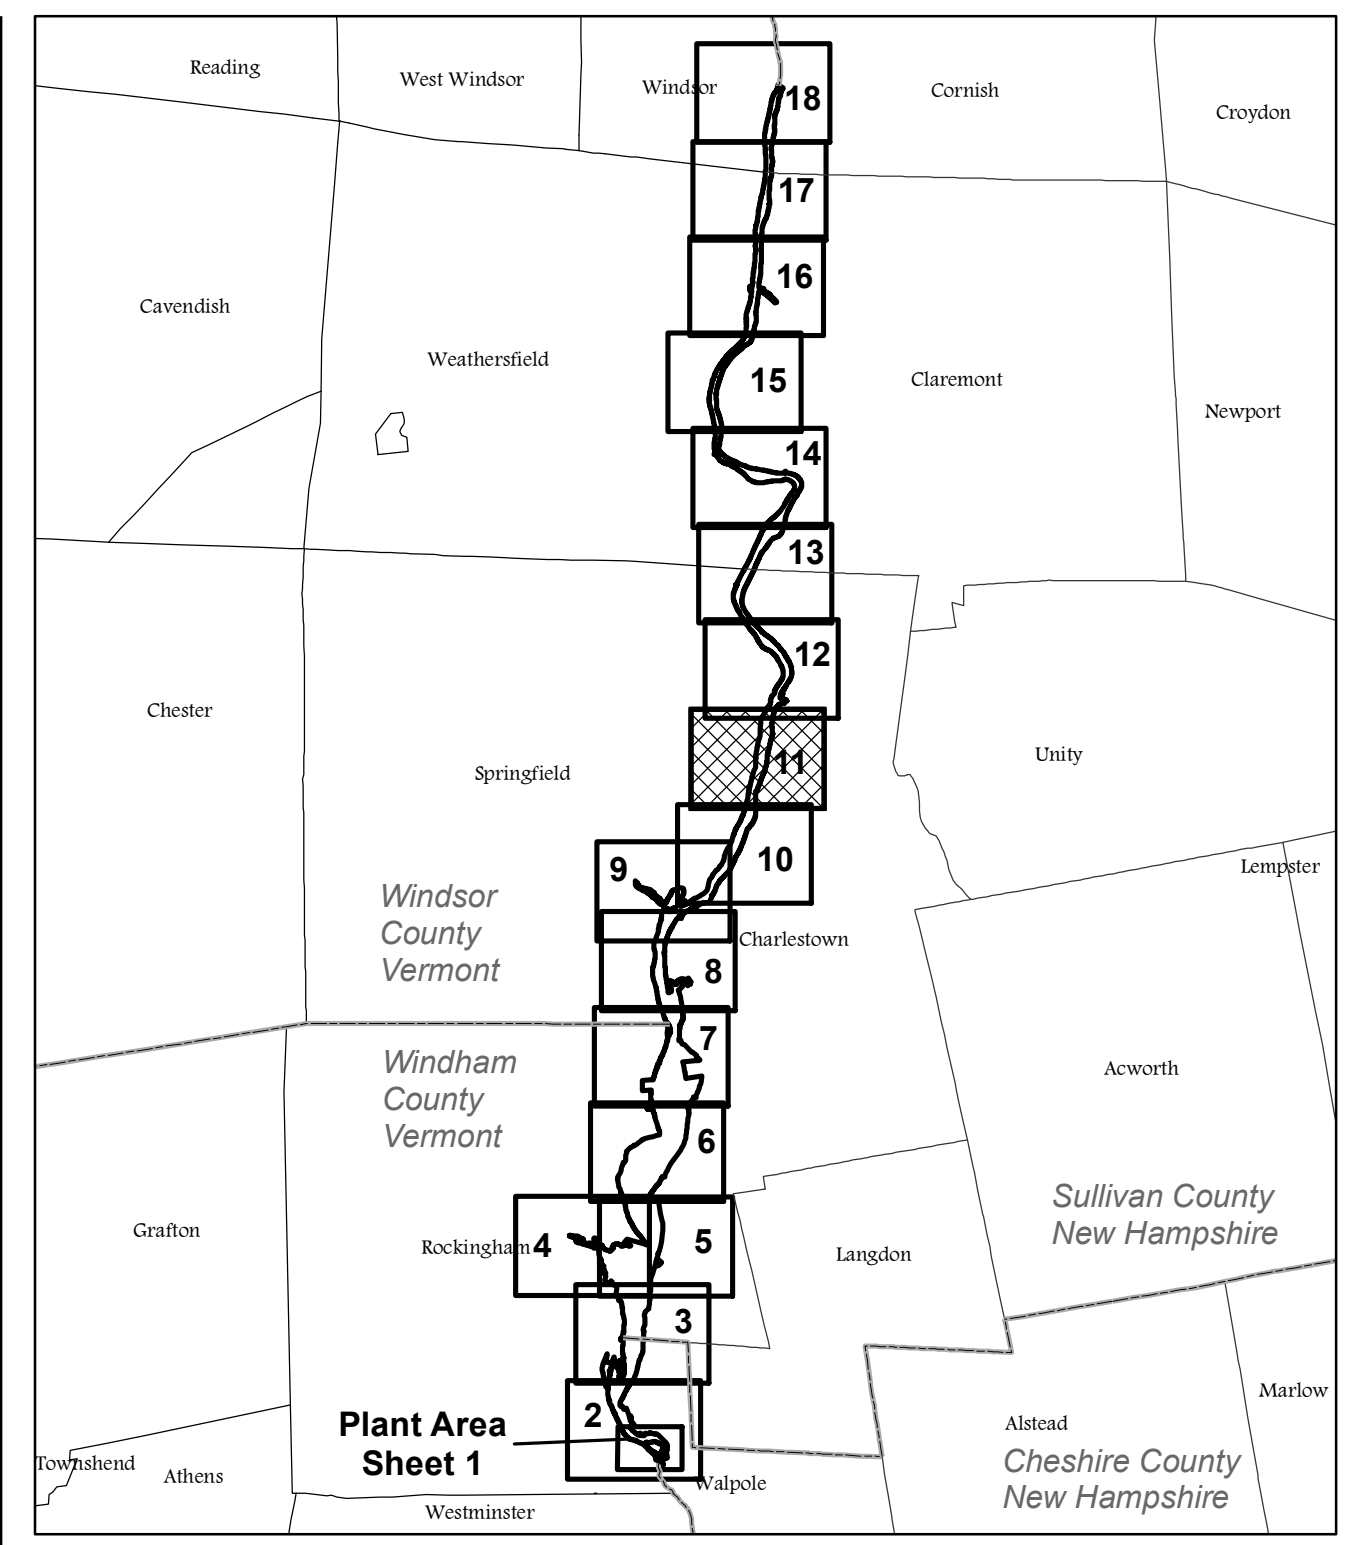 Reading
West Windsor
Windsor
18
Cornish
Croydon
17
16
Cavendish
Weathersfield
15
Claremont
Newport
14
13
12
Chester
Springfield
11
Unity
10
9
Lempster
Windsor
County
Vermont
Charlestown
8
7
Windham
County
Vermont
Acworth
6
Sullivan County
New Hampshire
Grafton
Rockingham
4
5
Langdon
3
Marlow
2
Plant Area
Sheet 1
Alstead
Cheshire County
New Hampshire
Townshend
Athens
Walpole
Westminster